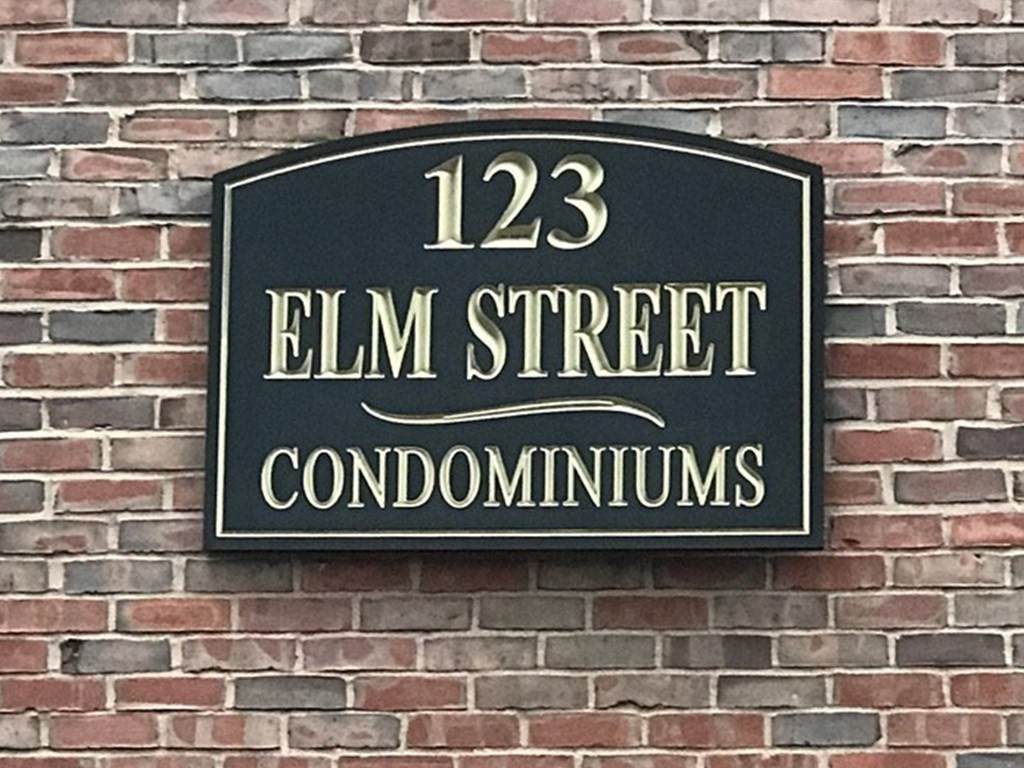 123
ELM STREET
CONDOMINIUMS